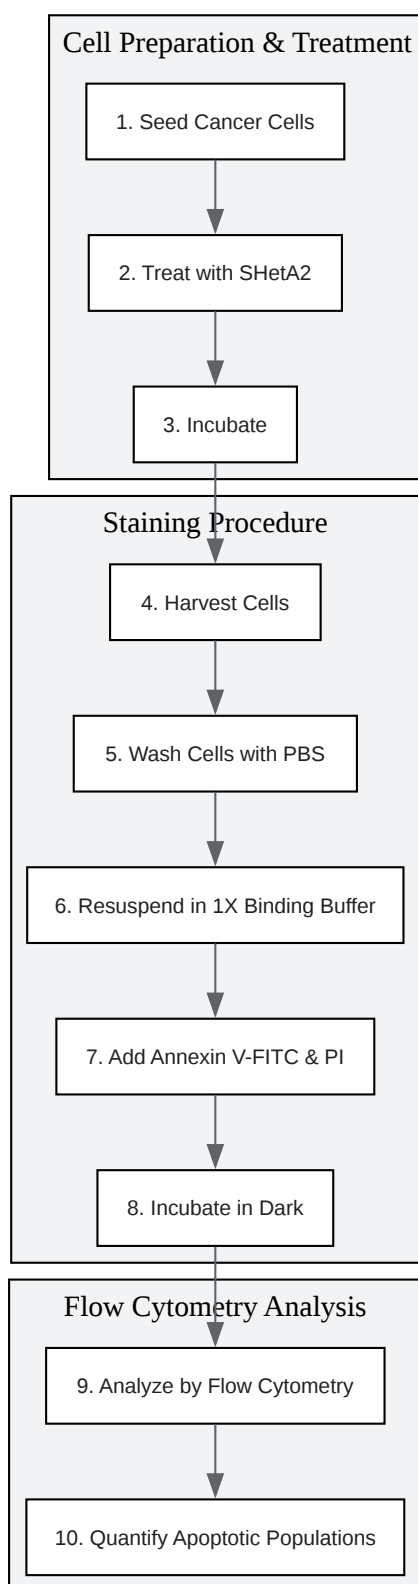 Cell Preparation & Treatment
1. Seed Cancer Cells
2. Treat with SHetA2
3. Incubate
Staining Procedure
4. Harvest Cells
5. Wash Cells with PBS
6. Resuspend in 1X Binding Buffer
7. Add Annexin V-FITC & PI
8. Incubate in Dark
Flow Cytometry Analysis
9. Analyze by Flow Cytometry
10. Quantify Apoptotic Populations